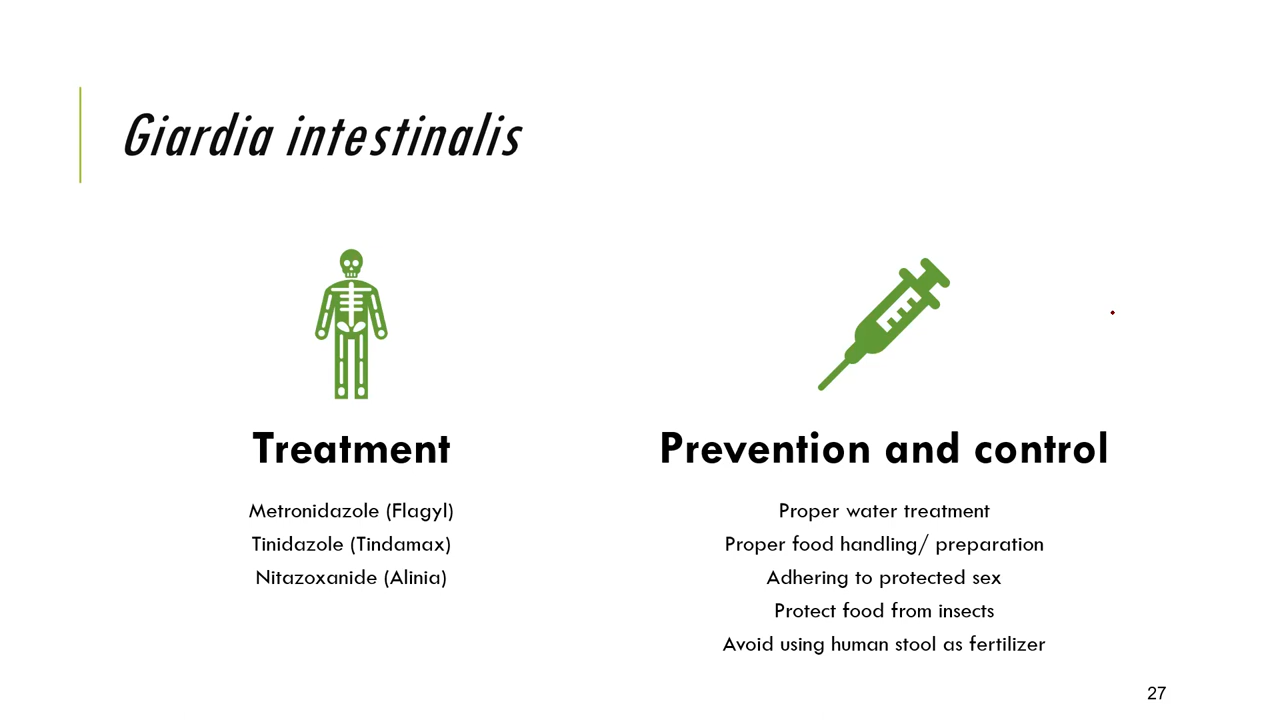 Giardia intestinalis
Treatment
Metronidazole (Flagyl)
Tinidazole (Tindamax)
Nitazoxanide (Alinia)
Prevention and control
Proper water treatment
Proper food handling/ preparation
Adhering to protected sex
Protect food from insects
Avoid using human stool as fertilizer
27